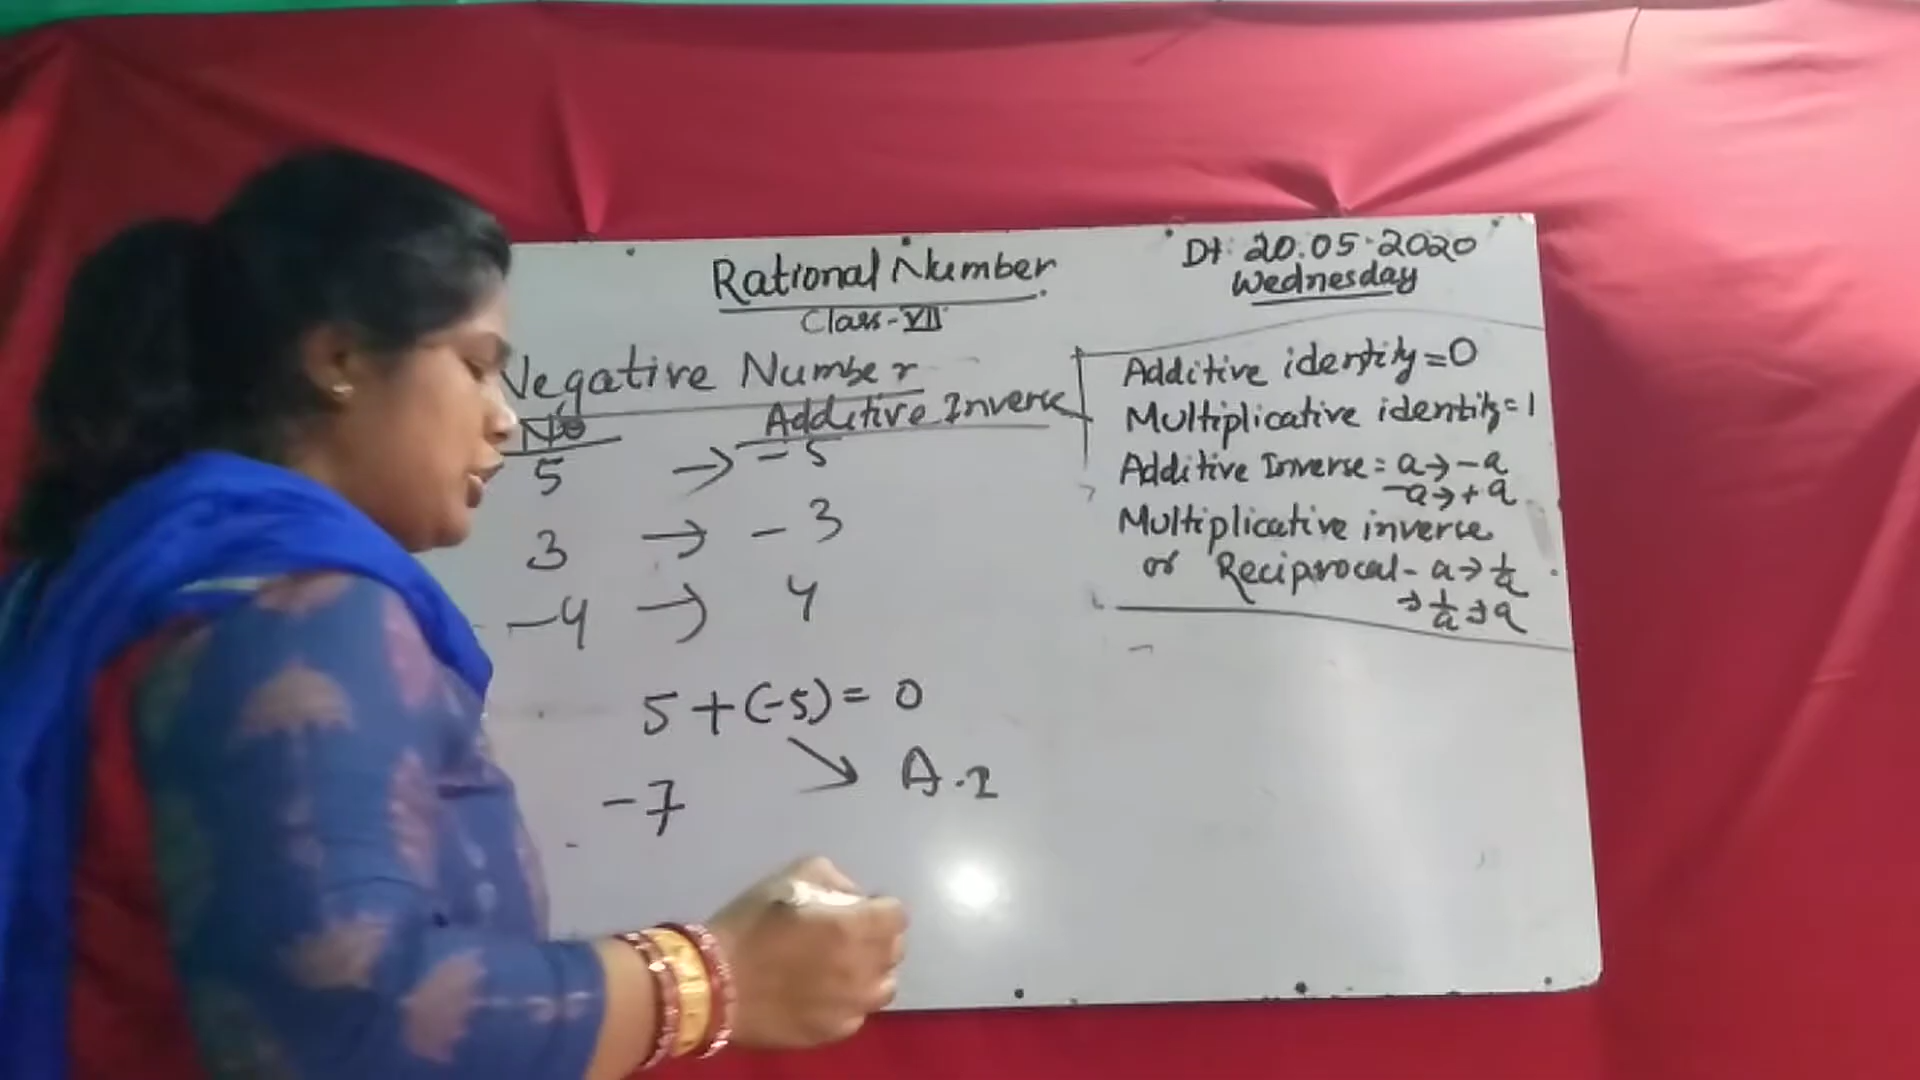 Rational Number
Class-VII
Dt: 20.05.2020
Wednesday
Negative Number
No Additive Inverse
5 → -5
3 → -3
-4 → 4
5+(-5)= 0
A.I
-7
Additive identity=0
Multiplicative identity=1
Additive Inverse= a→-a
-a→+a
Multiplicative inverse
or Reciprocal- a→1/a
→1/a→a